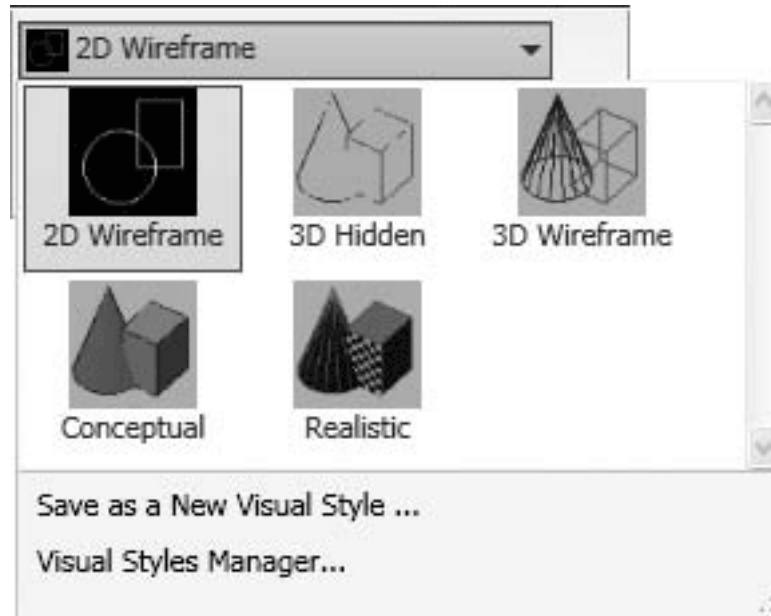 2D Wireframe
2D Wireframe 3D Hidden 3D Wireframe
Conceptual Realistic
Save as a New Visual Style ...
Visual Styles Manager...